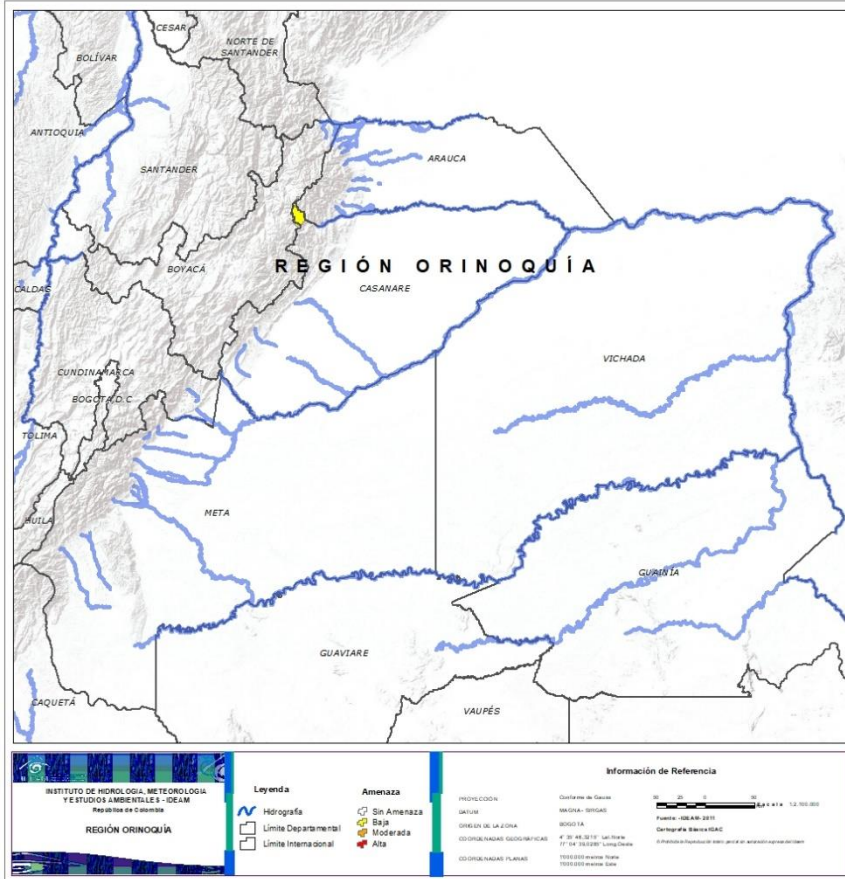 CESAR
NORTE DE
SANTANDER
BOLÍVAR
ANTIOQUIA
SANTANDER
ARAUCA
BOYACÁ
REGIÓN ORINOQUÍA
CALDAS
CASANARE
CUNDINAMARCA
VICHADA
BOGOTA, D.C
TOLIMA
META
HUILA
GUAINÍA
GUAVIARE
CAQUETÁ
VAUPÉS
INSTITUTO DE HIDROLOGIA, METEOROLOGIA
Y ESTUDIOS AMBIENTALES - IDEAM
Republica de Colombia
REGIÓN ORINOQUÍA
Leyenda
Hidrografía
Límite Departamental
Límite Internacional
Amenaza
Sin Amenaza
Baja
Moderada
Alta
Información de Referencia
PROYECCION
DATUM
MAGNA - SIRGAS
ORIGEN DE LA ZONA
BOGOTA
COORDENADAS GEOGRÁFICAS
COORDENADAS PLANAS
Fuente: -IDEAM- 2011
Cartografía Básica IGAC